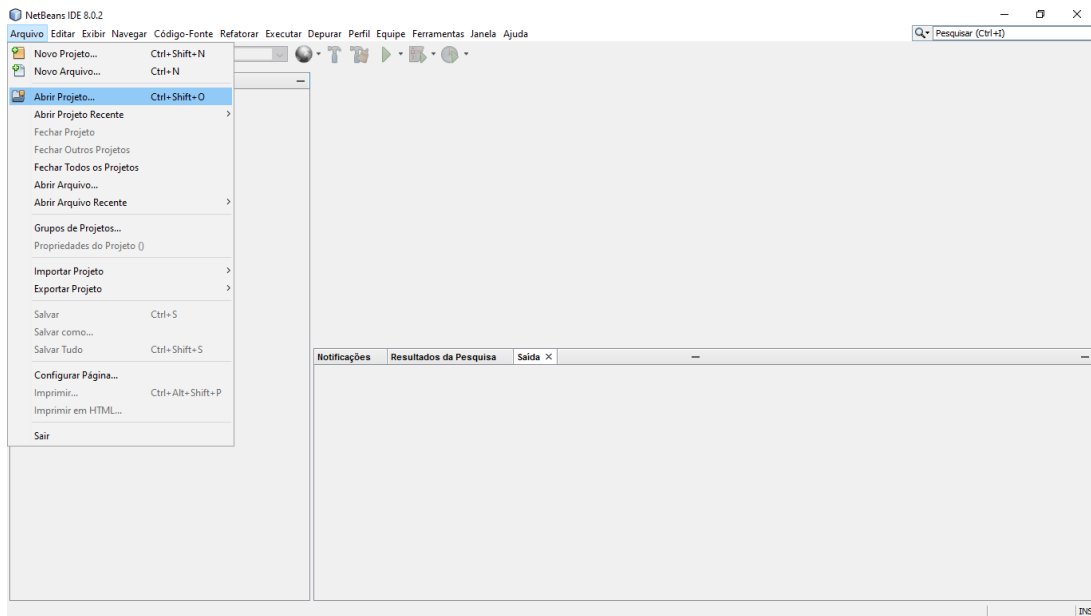 NetBeans IDE 8.0.2
Arquivo Editar Exibir Navegar Código-Fonte Refatorar Executar Depurar Perfil Equipe Ferramentas Janela Ajuda
Pesquisar (Ctrl+I)
Novo Projeto... Ctrl+Shift+N
Novo Arquivo... Ctrl+N
Abrir Projeto... Ctrl+Shift+O
Abrir Projeto Recente
Fechar Projeto
Fechar Outros Projetos
Fechar Todos os Projetos
Abrir Arquivo...
Abrir Arquivo Recente
Grupos de Projetos...
Propriedades do Projeto ()
Importar Projeto
Exportar Projeto
Salvar Ctrl+S
Salvar como...
Salvar Tudo Ctrl+Shift+S
Configurar Página...
Imprimir... Ctrl+Alt+Shift+P
Imprimir em HTML...
Sair
Notificações Resultados da Pesquisa Saída
INS